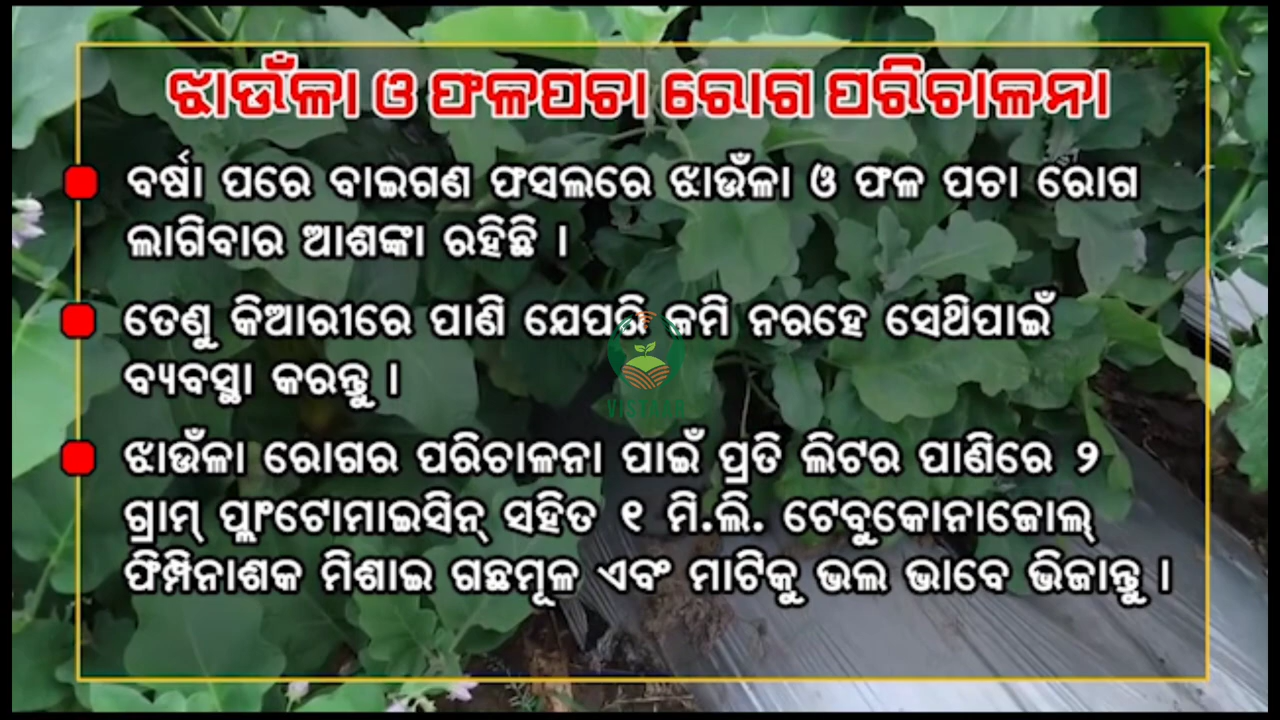 ଝାଉଁଳା ଓ ଫଳପଚା ରୋଗ ପରିଚାଳନା
ବର୍ଷା ପରେ ବାଇଗଣ ଫସଲରେ ଝାଉଁଳା ଓ ଫଳ ପଚା ରୋଗ
ଲାଗିବାର ଆଶଙ୍କା ରହିଛି ।
ତେଣୁ କିଆରୀରେ ପାଣି ଯେପରି ଜମି ନରହେ ସେଥିପାଇଁ
ବ୍ୟବସ୍ଥା କରନ୍ତୁ ।
VISTAAR
ଝାଉଁଳା ରୋଗର ପରିଚାଳନା ପାଇଁ ପ୍ରତି ଲିଟର ପାଣିରେ ୨
ଗ୍ରାମ୍ ପ୍ଲାଂଟୋମାଇସିନ୍ ସହିତ ୧ ମି.ଲି. ଟେବୁକୋନାଜୋଲ୍
ଫିମ୍ପିନାଶକ ମିଶାଇ ଗଛମୂଳ ଏବଂ ମାଟିକୁ ଭଲ ଭାବେ ଭିଜାନ୍ତୁ ।